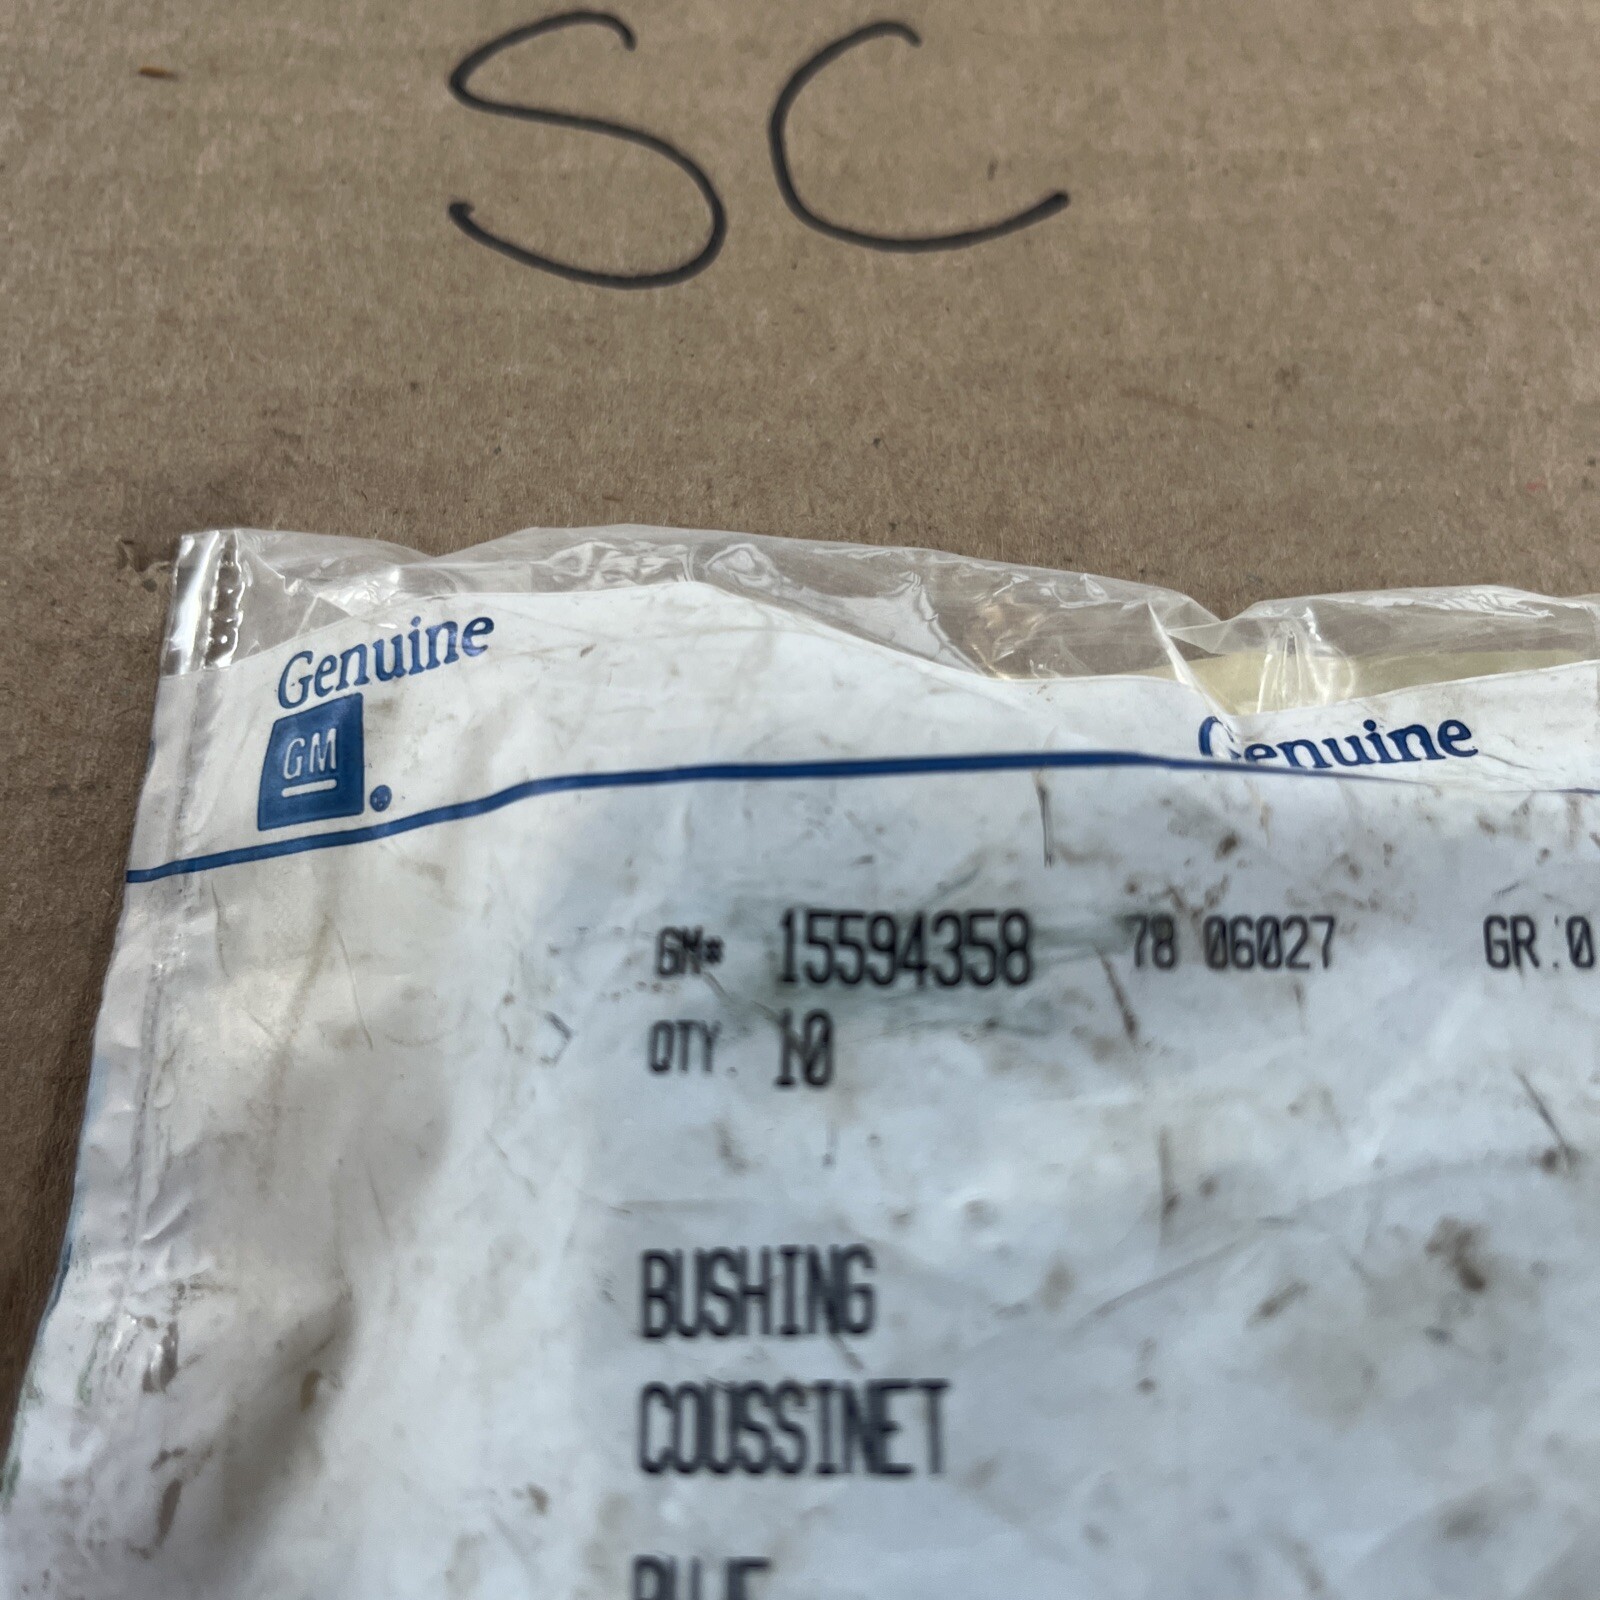 SC
Genuine
GM
Genuine
GM# 15594358 78 06027 GR.0
QTY. 10
BUSHING
COUSSINET